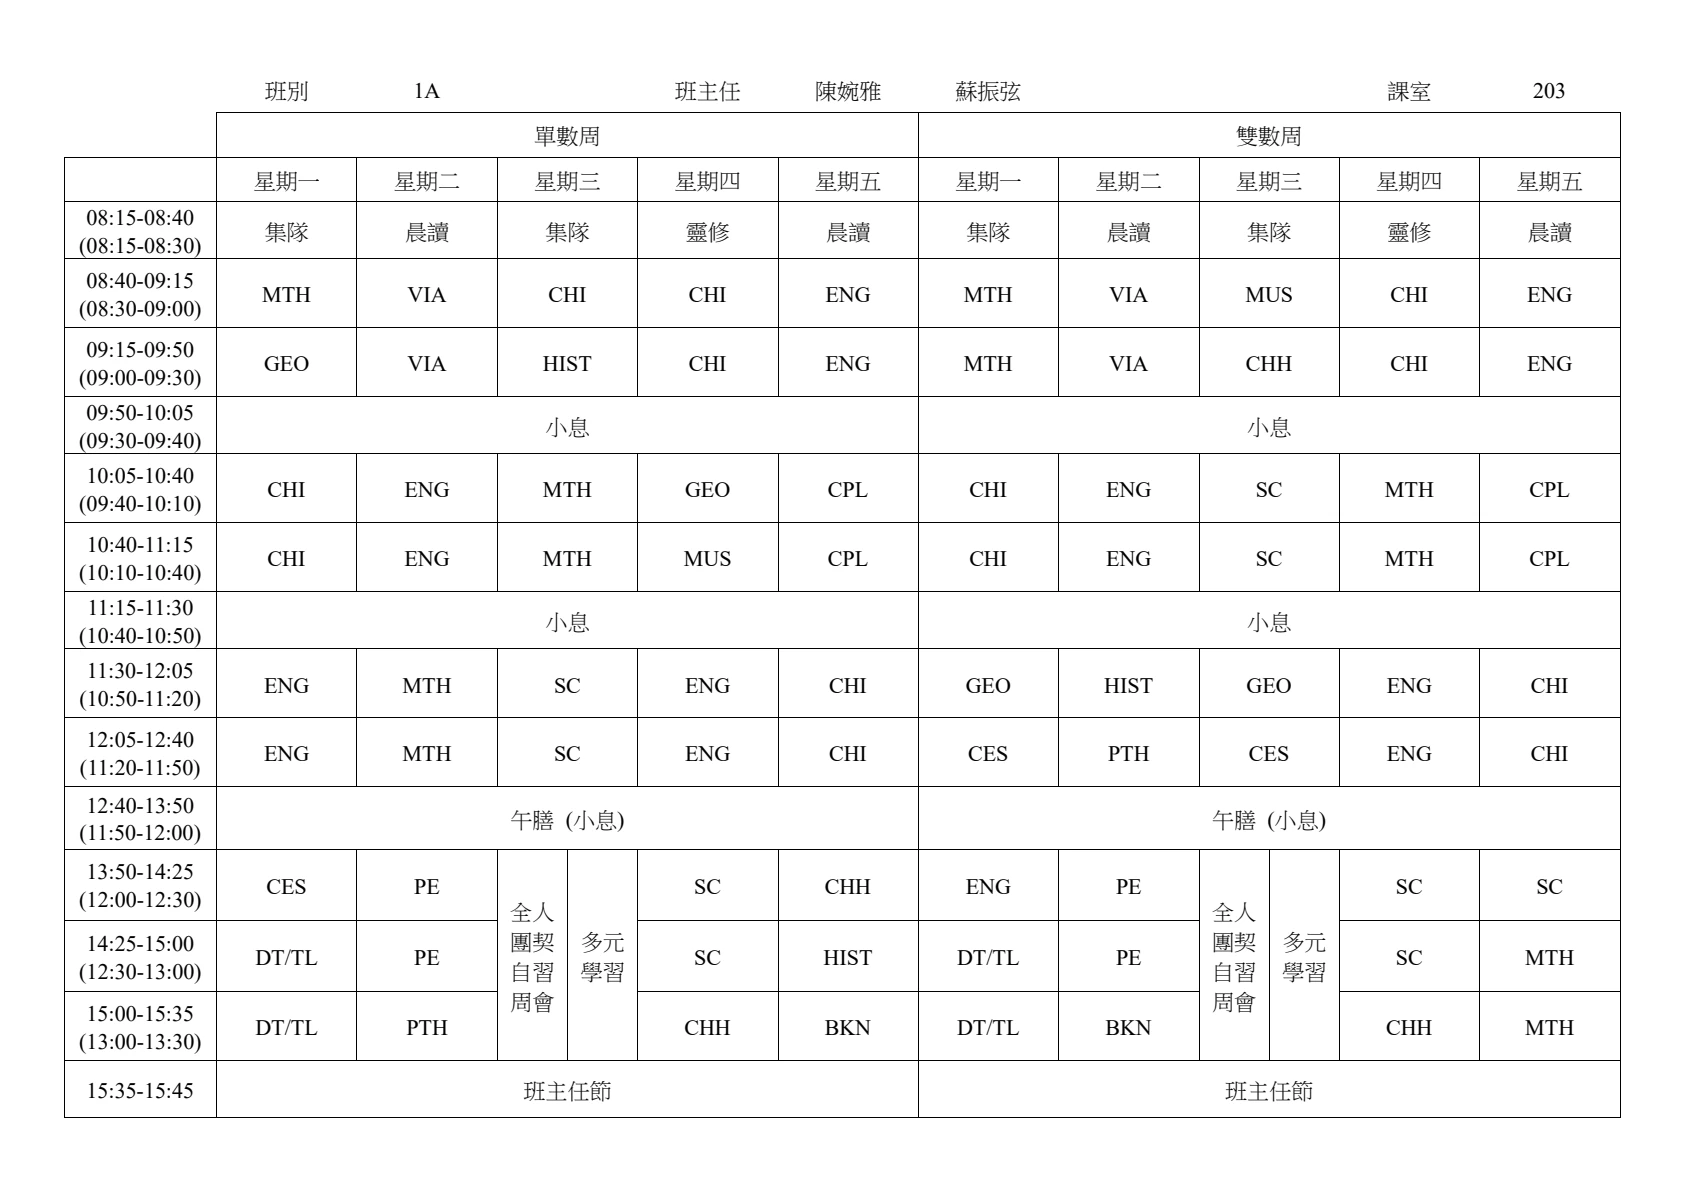 班別 1A 班主任 陳婉雅 蘇振弦 課室 203
單數周 雙數周
星期一 星期二 星期三 星期四 星期五 星期一 星期二 星期三 星期四 星期五
08:15-08:40
(08:15-08:30)
集隊 晨讀 集隊 靈修 晨讀 集隊 晨讀 集隊 靈修 晨讀
08:40-09:15
(08:30-09:00)
MTH VIA CHI CHI ENG MTH VIA MUS CHI ENG
09:15-09:50
(09:00-09:30)
GEO VIA HIST CHI ENG MTH VIA CHH CHI ENG
09:50-10:05
(09:30-09:40)
小息 小息
10:05-10:40
(09:40-10:10)
CHI ENG MTH GEO CPL CHI ENG SC MTH CPL
10:40-11:15
(10:10-10:40)
CHI ENG MTH MUS CPL CHI ENG SC MTH CPL
11:15-11:30
(10:40-10:50)
小息 小息
11:30-12:05
(10:50-11:20)
ENG MTH SC ENG CHI GEO HIST GEO ENG CHI
12:05-12:40
(11:20-11:50)
ENG MTH SC ENG CHI CES PTH CES ENG CHI
12:40-13:50
(11:50-12:00)
午膳 (小息) 午膳 (小息)
13:50-14:25
(12:00-12:30)
CES PE SC CHH ENG PE SC SC
14:25-15:00
(12:30-13:00)
DT/TL PE SC HIST DT/TL PE SC MTH
15:00-15:35
(13:00-13:30)
DT/TL PTH CHH BKN DT/TL BKN CHH MTH
全人
團契
自習
周會
多元
學習
全人
團契
自習
周會
多元
學習
15:35-15:45
班主任節 班主任節